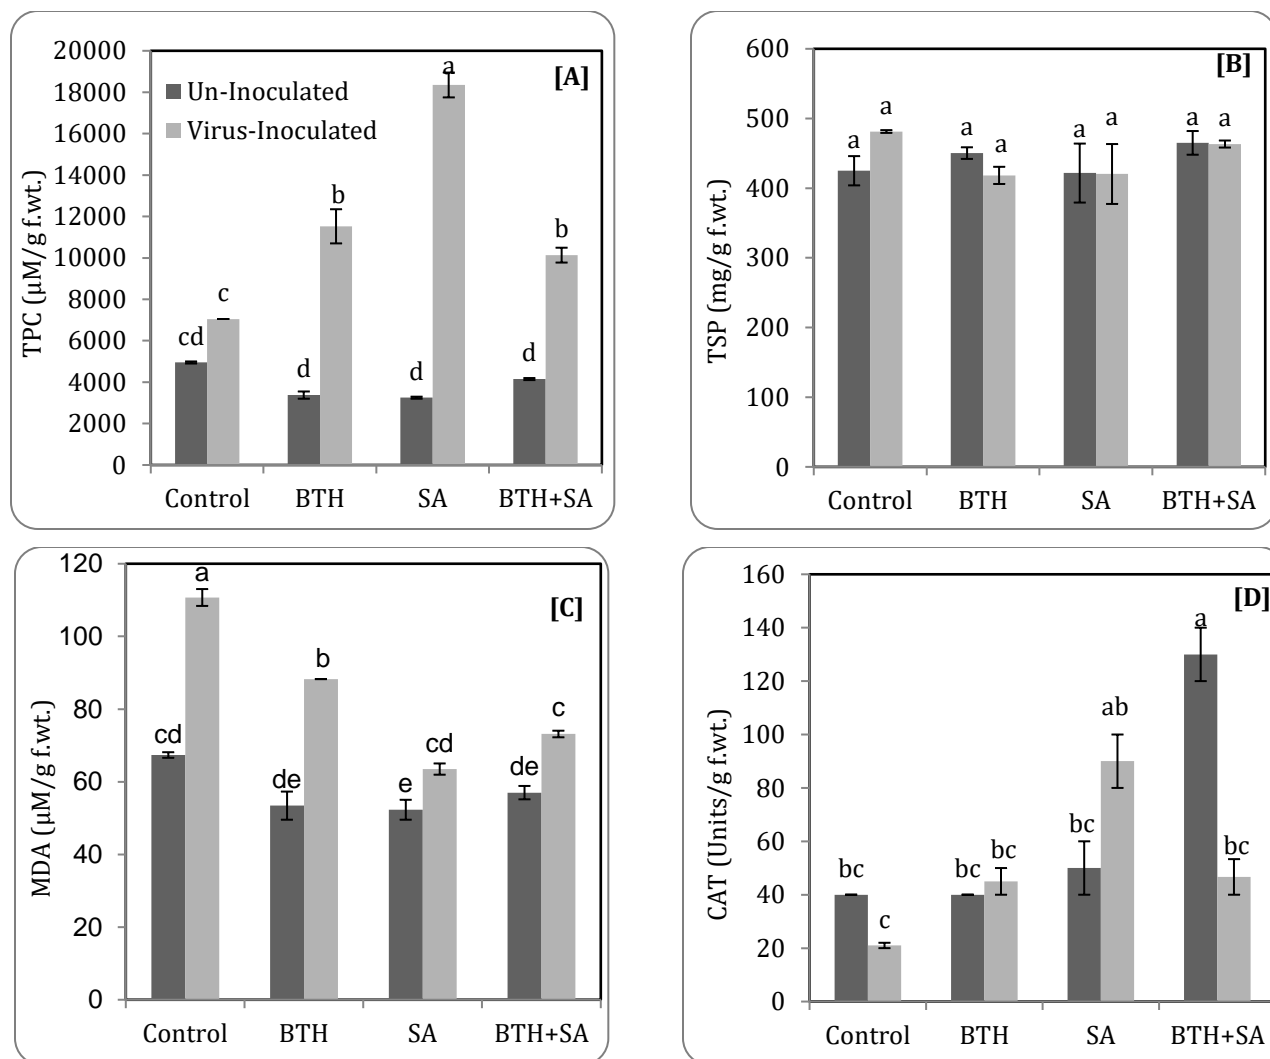 20000
18000
16000
14000
12000
10000
8000
6000
4000
2000
0
TPC (µM/g f.wt.)
[A]
Un-Inoculated
Virus-Inoculated
cd
c
d
b
d
a
d
b
Control BTH SA BTH+SA
600
500
400
300
200
100
0
TSP (mg/g f.wt.)
[B]
a
a
a
a
a
a
a
a
Control BTH SA BTH+SA
120
100
80
60
40
20
0
MDA (µM/g f.wt.)
[C]
cd
a
de
b
e
cd
de
c
Control BTH SA BTH+SA
160
140
120
100
80
60
40
20
0
CAT (Units/g f.wt.)
[D]
bc
c
bc
bc
bc
ab
a
bc
Control BTH SA BTH+SA